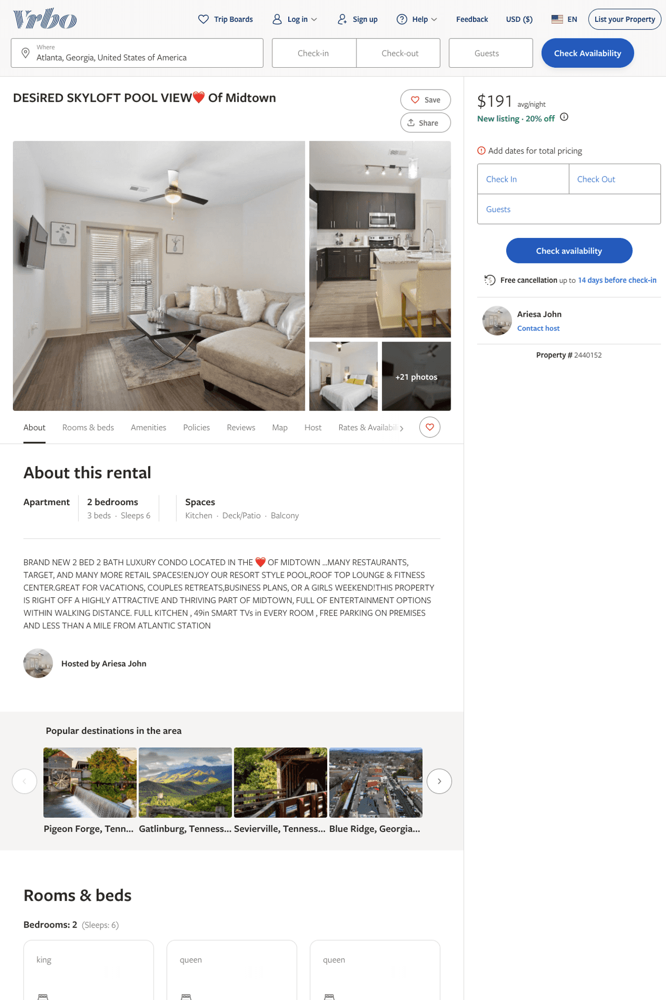 Vrbo
Trip Boards
Log in
Sign up
Help
Feedback
USD ($)
EN
List your Property
Where
Atlanta, Georgia, United States of America
Check-in
Check-out
Guests
Check Availability
DESiRED SKYLOFT POOL VIEW❤️ Of Midtown
Save
Share
$191 avg/night
New listing · 20% off
Add dates for total pricing
Check In
Check Out
Guests
Check availability
Free cancellation up to 14 days before check-in
Ariesa John
Contact host
Property # 2440152
+21 photos
About
Rooms & beds
Amenities
Policies
Reviews
Map
Host
Rates & Availabili
About this rental
Apartment
2 bedrooms
3 beds · Sleeps 6
Spaces
Kitchen · Deck/Patio · Balcony
BRAND NEW 2 BED 2 BATH LUXURY CONDO LOCATED IN THE ❤️ OF MIDTOWN ...MANY RESTAURANTS,
TARGET, AND MANY MORE RETAIL SPACES!ENJOY OUR RESORT STYLE POOL,ROOF TOP LOUNGE & FITNESS
CENTER.GREAT FOR VACATIONS, COUPLES RETREATS,BUSINESS PLANS, OR A GIRLS WEEKEND!THIS PROPERTY
IS RIGHT OFF A HIGHLY ATTRACTIVE AND THRIVING PART OF MIDTOWN, FULL OF ENTERTAINMENT OPTIONS
WITHIN WALKING DISTANCE. FULL KITCHEN , 49in SMART TVs in EVERY ROOM , FREE PARKING ON PREMISES
AND LESS THAN A MILE FROM ATLANTIC STATION
Hosted by Ariesa John
Popular destinations in the area
Pigeon Forge, Tenn...
Gatlinburg, Tenness...
Sevierville, Tenness...
Blue Ridge, Georgia...
Rooms & beds
Bedrooms: 2 (Sleeps: 6)
king
queen
queen